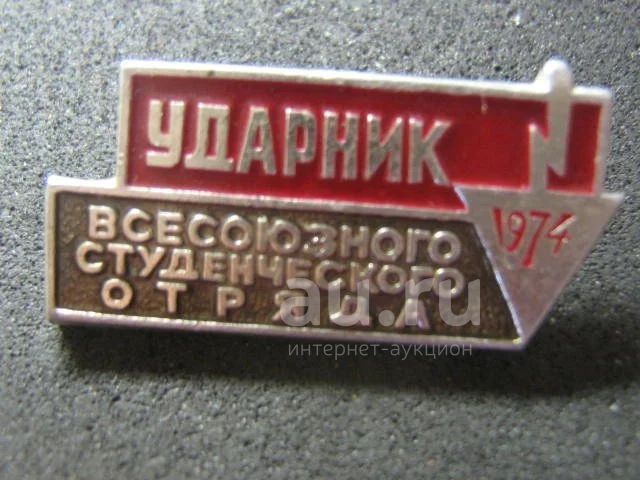 УДАРНИК
ВСЕСОЮЗНОГО
СТУДЕНЧЕСКОГО
ОТРЯДА
1974
au.ru
интернет-аукцион